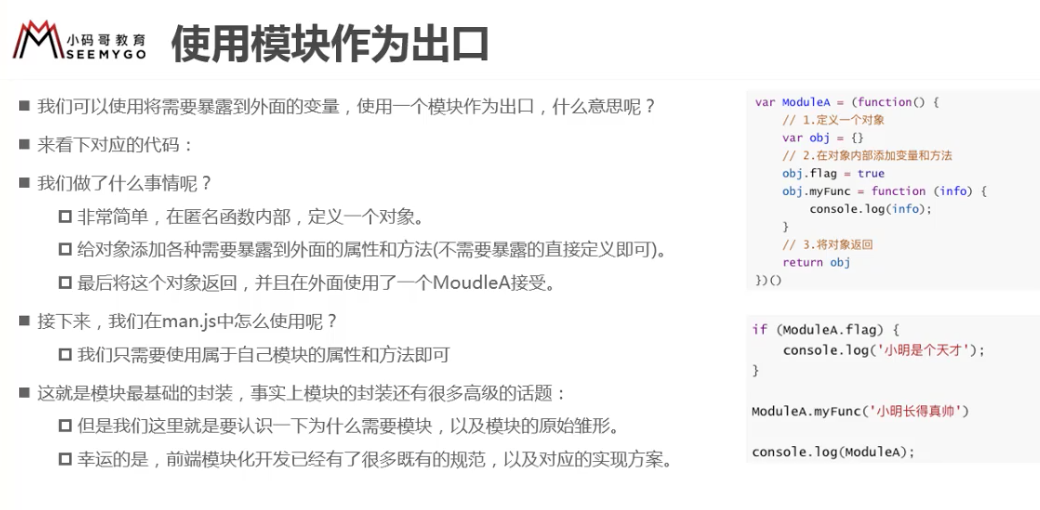 小码哥教育
SEEMYGO
使用模块作为出口
■ 我们可以使用将需要暴露到外面的变量，使用一个模块作为出口，什么意思呢？
■ 来看下对应的代码：
■ 我们做了什么事情呢？
非常简单，在匿名函数内部，定义一个对象。
给对象添加各种需要暴露到外面的属性和方法(不需要暴露的直接定义即可)。
最后将这个对象返回，并且在外面使用了一个MoudleA接受。
■ 接下来，我们在man.js中怎么使用呢？
我们只需要使用属于自己模块的属性和方法即可
■ 这就是模块最基础的封装，事实上模块的封装还有很多高级的话题：
但是我们这里就是要认识一下为什么需要模块，以及模块的原始雏形。
幸运的是，前端模块化开发已经有了很多既有的规范，以及对应的实现方案。
var ModuleA = (function() {
// 1.定义一个对象
var obj = {}
// 2.在对象内部添加变量和方法
obj.flag = true
obj.myFunc = function (info) {
console.log(info);
}
// 3.将对象返回
return obj
})()
if (ModuleA.flag) {
console.log('小明是个天才');
}
ModuleA.myFunc('小明长得真帅')
console.log(ModuleA);